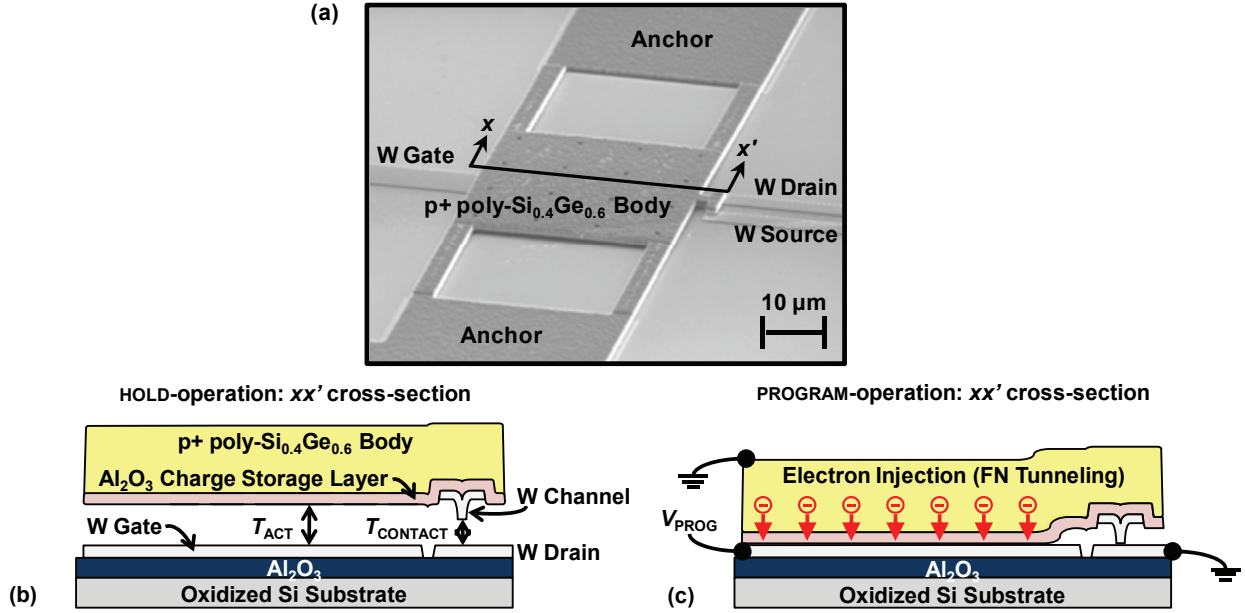 (a)
Anchor
x
x'
W Gate
W Drain
p+ poly-Si0.4Ge0.6 Body
W Source
10 µm
Anchor
HOLD-operation: xx' cross-section
p+ poly-Si0.4Ge0.6 Body
Al2O3 Charge Storage Layer
W Channel
W Gate
TACT
TCONTACT
W Drain
Al2O3
Oxidized Si Substrate
(b)
PROGRAM-operation: xx' cross-section
Electron Injection (FN Tunneling)
VPROG
Al2O3
Oxidized Si Substrate
(c)